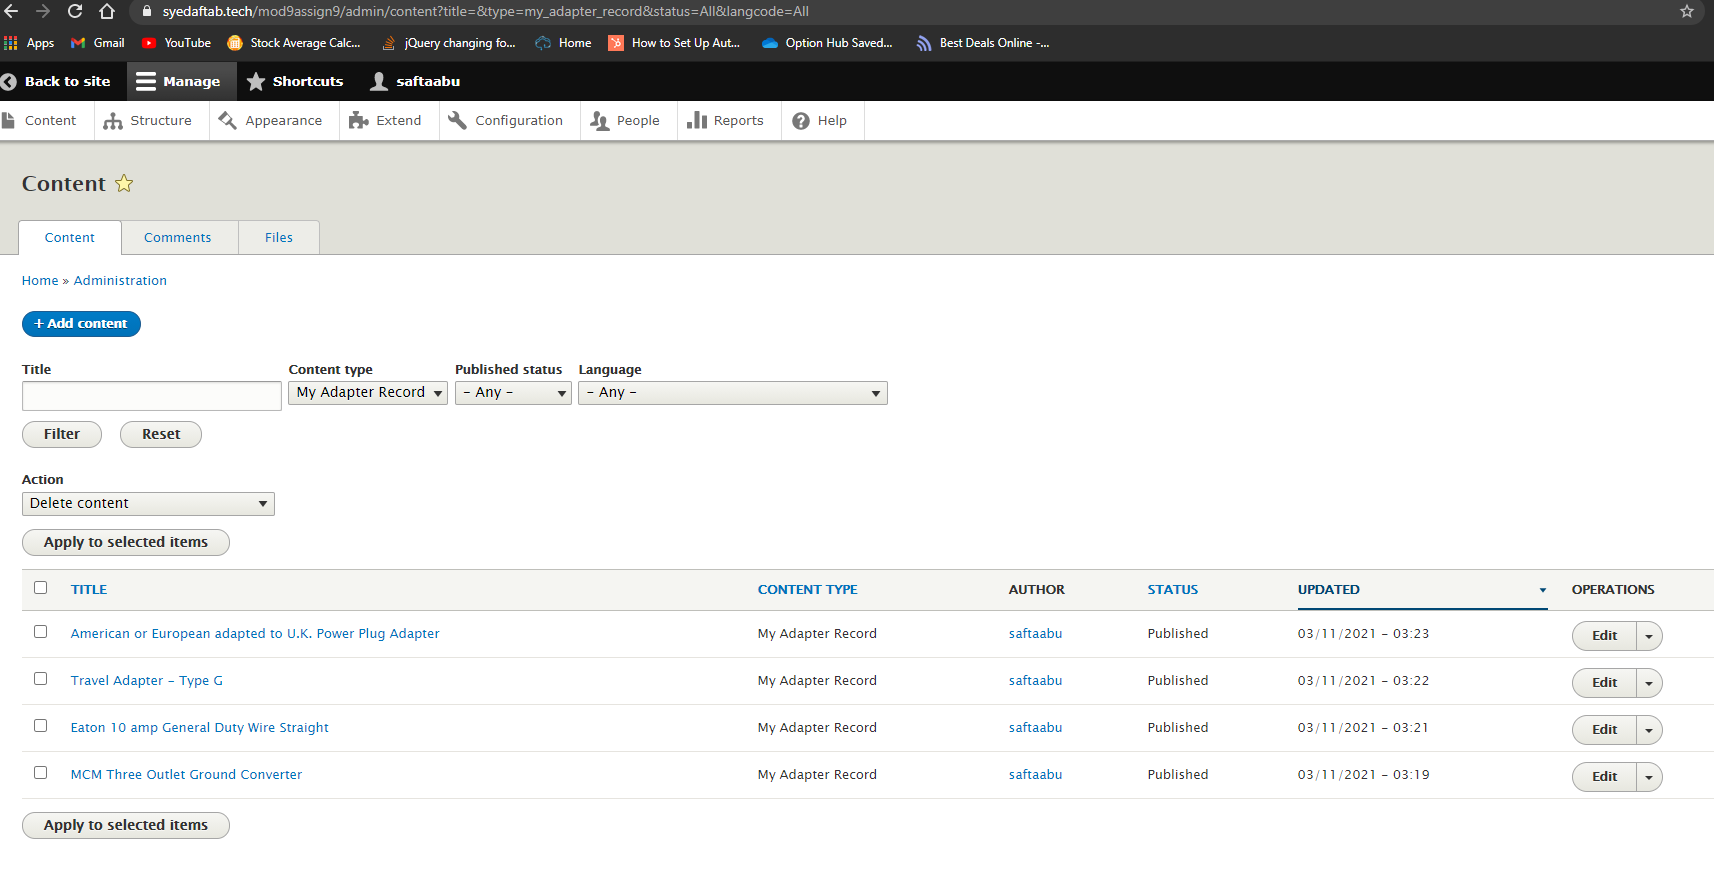 syedaftab.tech/mod9assign9/admin/content?title=&type=my_adapter_record&status=All&langcode=All
Apps Gmail YouTube Stock Average Calc... jQuery changing fo... Home How to Set Up Aut... Option Hub Saved... Best Deals Online -...
Back to site Manage Shortcuts saftaabu
Content Structure Appearance Extend Configuration People Reports Help
Content
Content Comments Files
Home » Administration
+ Add content
Title Content type Published status Language
My Adapter Record - Any - - Any -
Filter Reset
Action
Delete content
Apply to selected items
TITLE CONTENT TYPE AUTHOR STATUS UPDATED OPERATIONS
American or European adapted to U.K. Power Plug Adapter My Adapter Record saftaabu Published 03/11/2021 - 03:23 Edit
Travel Adapter - Type G My Adapter Record saftaabu Published 03/11/2021 - 03:22 Edit
Eaton 10 amp General Duty Wire Straight My Adapter Record saftaabu Published 03/11/2021 - 03:21 Edit
MCM Three Outlet Ground Converter My Adapter Record saftaabu Published 03/11/2021 - 03:19 Edit
Apply to selected items